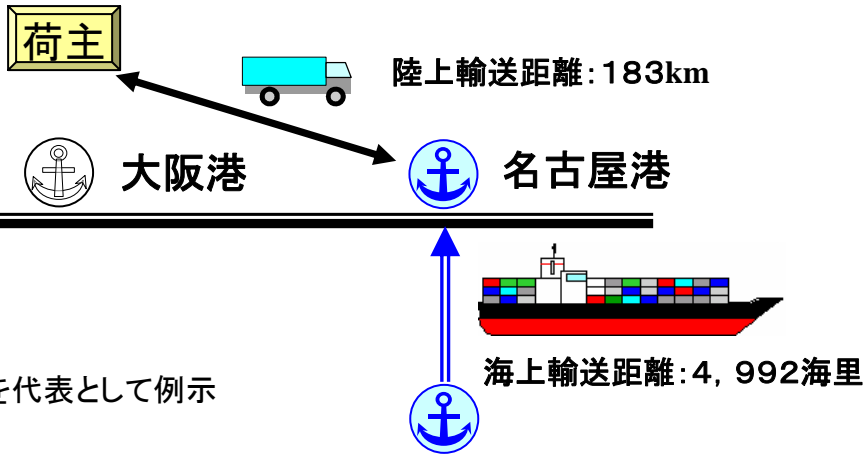 荷主
陸上輸送距離:183km
大阪港
名古屋港
海上輸送距離:4,992海里
を代表として例示